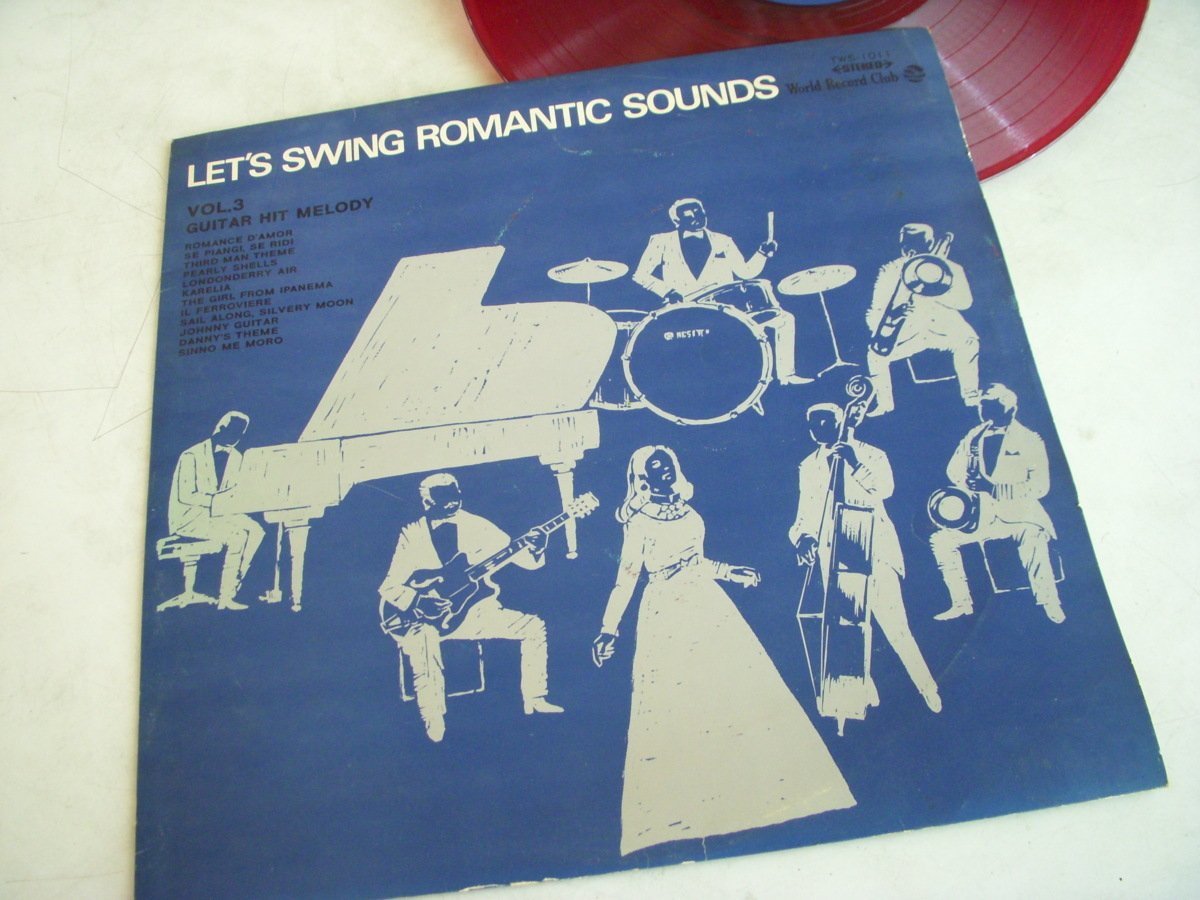 TWS-1011
STEREO
World Record Club
LET'S SWING ROMANTIC SOUNDS
VOL.3
GUITAR HIT MELODY
ROMANCE D'AMOR
SE PIANGI, SE RIDI
THIRD MAN THEME
PEARLY SHELLS
LONDONDERRY AIR
KARELIA
THE GIRL FROM IPANEMA
IL FERROVIERE
SAIL ALONG, SILVERY MOON
JOHNNY GUITAR
DANNY'S THEME
SINNO ME MORO